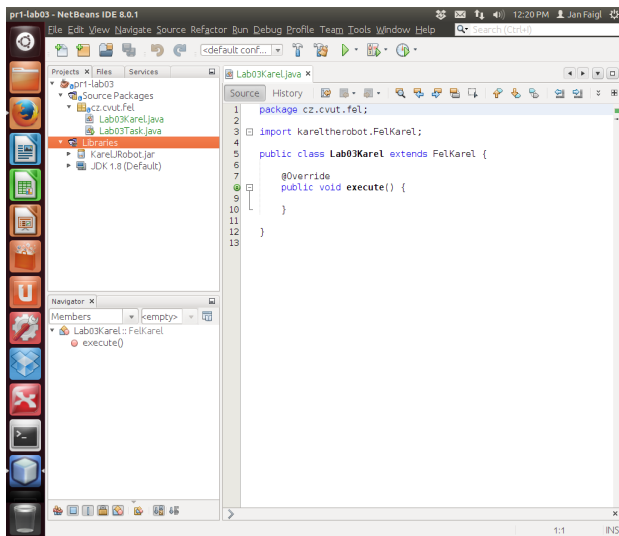 pr1-lab03 - NetBeans IDE 8.0.1 12:20 PM Jan Faigl
File Edit View Navigate Source Refactor Run Debug Profile Team Tools Window Help Search (Ctrl+I)
<default conf...
Projects Files Services
pr1-lab03
Source Packages
cz.cvut.fel
Lab03Karel.java
Lab03Task.java
Libraries
KarelJRobot.jar
JDK 1.8 (Default)
Navigator
Members <empty>
Lab03Karel :: FelKarel
execute()
Lab03Karel.java
Source History
1 package cz.cvut.fel;
2
3 import kareltherobot.FelKarel;
4
5 public class Lab03Karel extends FelKarel {
6
7 @Override
public void execute() {
9
10 }
11
12 }
13
1:1 INS